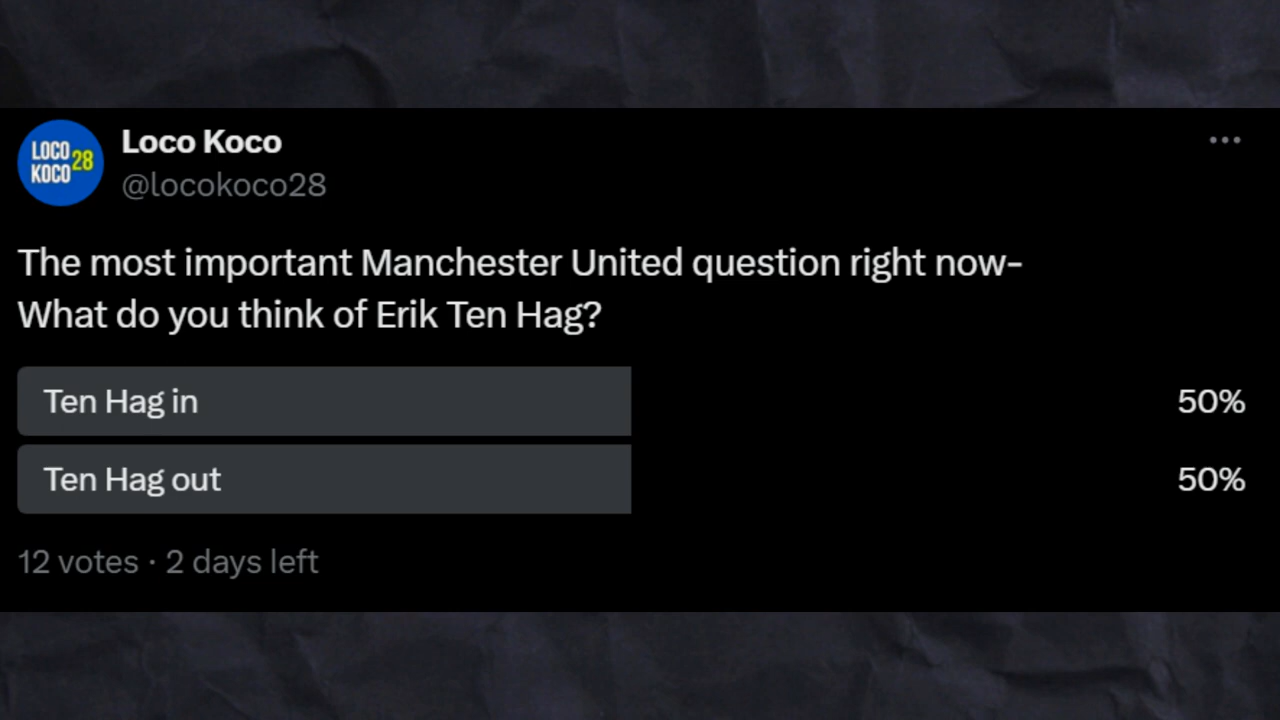 LOCO
KOCO 28
Loco Koco
@locokoco28
The most important Manchester United question right now-
What do you think of Erik Ten Hag?
Ten Hag in 50%
Ten Hag out 50%
12 votes · 2 days left